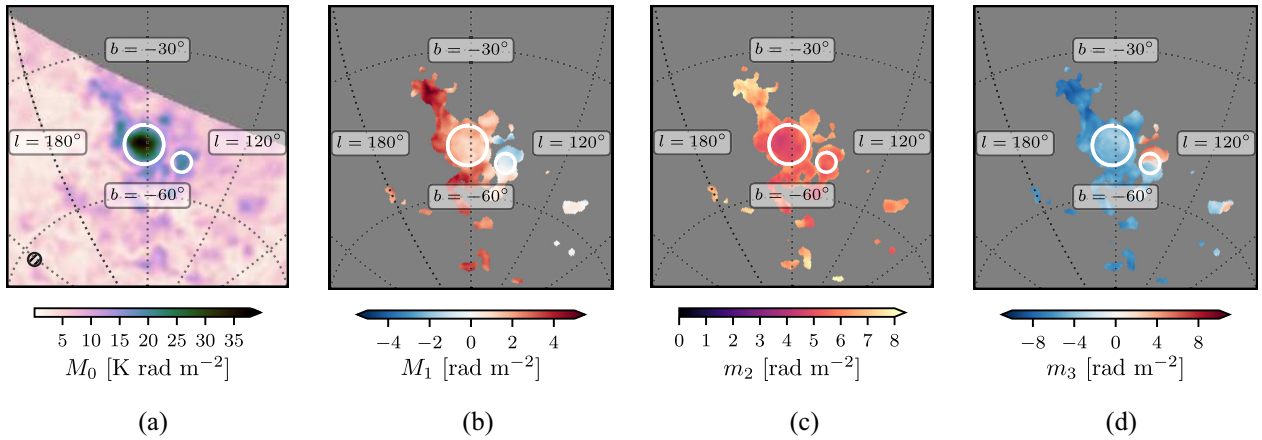 b = −30° b = −30° b = −30° b = −30°
l = 180° l = 120° l = 180° l = 120° l = 180° l = 120° l = 180° l = 120°
b = −60° b = −60° b = −60° b = −60°
5 10 15 20 25 30 35 −4 −2 0 2 4 0 1 2 3 4 5 6 7 8 −8 −4 0 4 8
M₀ [K rad m⁻²] M₁ [rad m⁻²] m₂ [rad m⁻²] m₃ [rad m⁻²]
(a) (b) (c) (d)